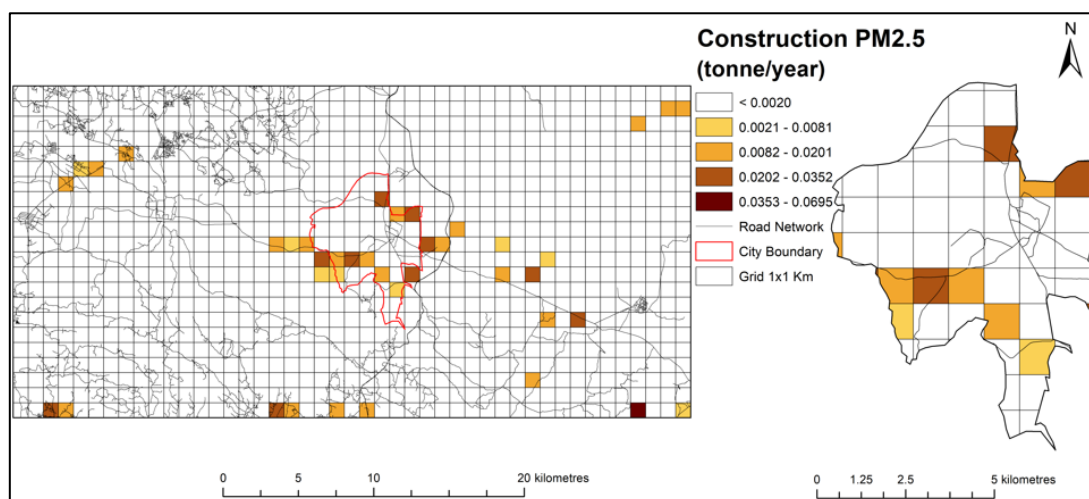 Construction PM2.5
(tonne/year)
N
< 0.0020
0.0021 - 0.0081
0.0082 - 0.0201
0.0202 - 0.0352
0.0353 - 0.0695
Road Network
City Boundary
Grid 1x1 Km
0 5 10 20 kilometres
0 1.25 2.5 5 kilometres